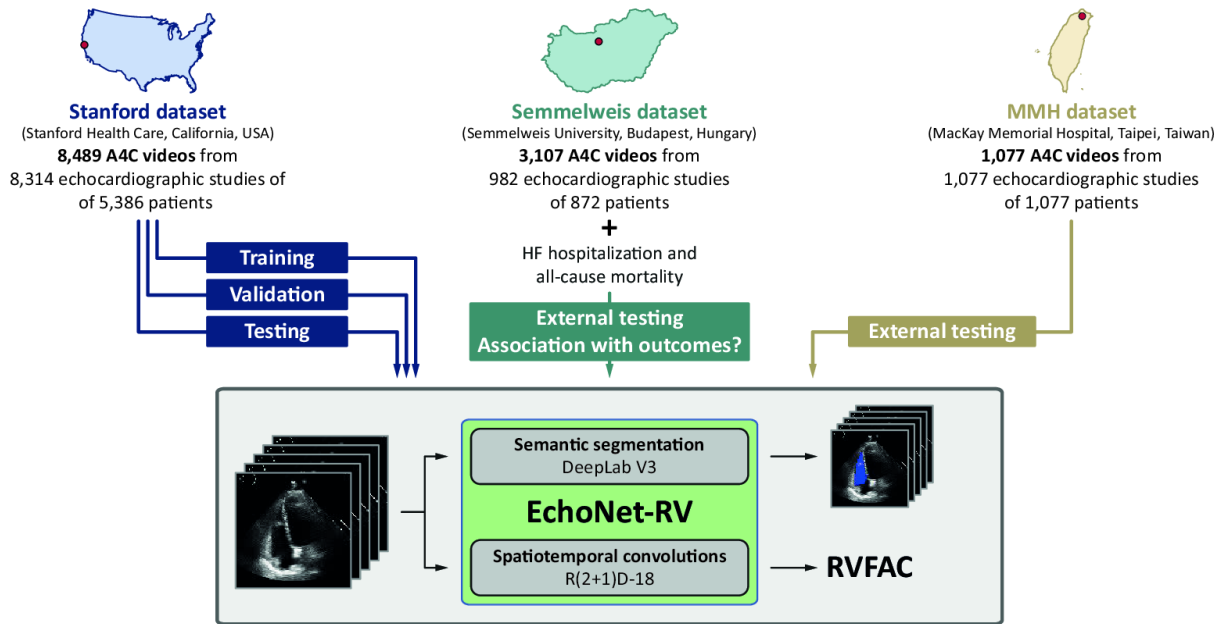 Stanford dataset
(Stanford Health Care, California, USA)
8,489 A4C videos from
8,314 echocardiographic studies of
of 5,386 patients
Training
Validation
Testing
Semmelweis dataset
(Semmelweis University, Budapest, Hungary)
3,107 A4C videos from
982 echocardiographic studies
of 872 patients
+
HF hospitalization and
all-cause mortality
External testing
Association with outcomes?
MMH dataset
(MacKay Memorial Hospital, Taipei, Taiwan)
1,077 A4C videos from
1,077 echocardiographic studies
of 1,077 patients
External testing
Semantic segmentation
DeepLab V3
EchoNet-RV
Spatiotemporal convolutions
R(2+1)D-18
RVFAC